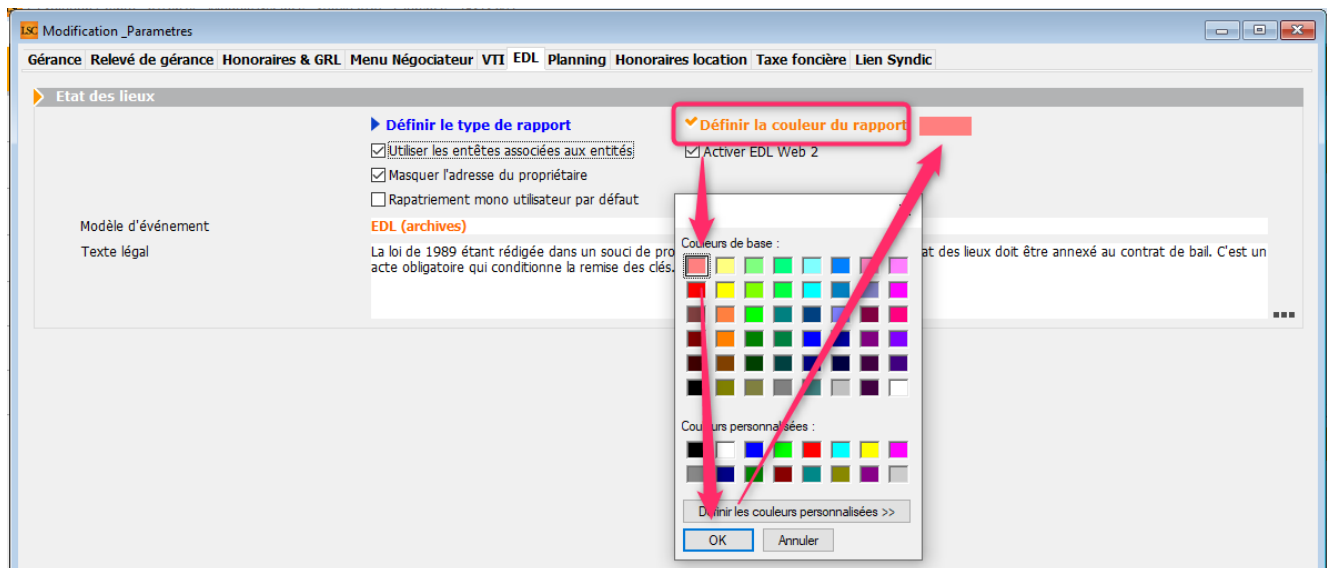 LSC Modification _Parametres
Gérance Relevé de gérance Honoraires & GRL Menu Négociateur VTI EDL Planning Honoraires location Taxe foncière Lien Syndic
Etat des lieux
Définir le type de rapport
Définir la couleur du rapport
Utiliser les entêtes associées aux entités
Activer EDL Web 2
Masquer l'adresse du propriétaire
Rapatriement mono utilisateur par défaut
Modèle d'événement
EDL (archives)
Texte légal
La loi de 1989 étant rédigée dans un souci de pro
at des lieux doit être annexé au contrat de bail. C'est un
acte obligatoire qui conditionne la remise des clés.
Couleurs de base :
Couleurs personnalisées :
Définir les couleurs personnalisées >>
OK Annuler